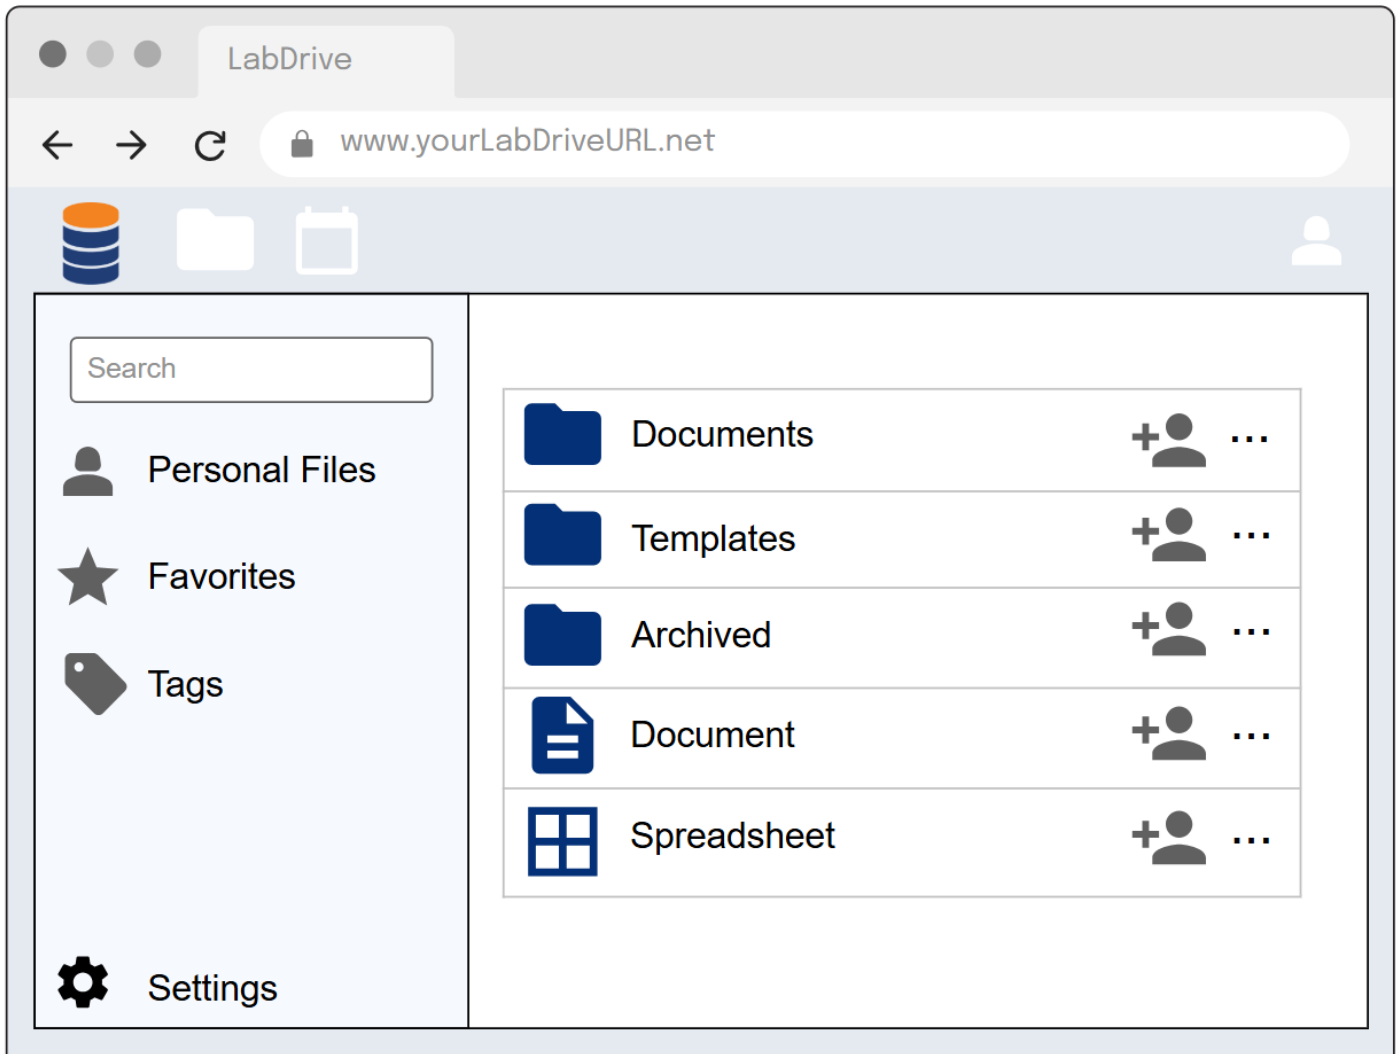 LabDrive
www.yourLabDriveURL.net
Search
Personal Files
Favorites
Tags
Settings
Documents
...
Templates
...
Archived
...
Document
...
Spreadsheet
...